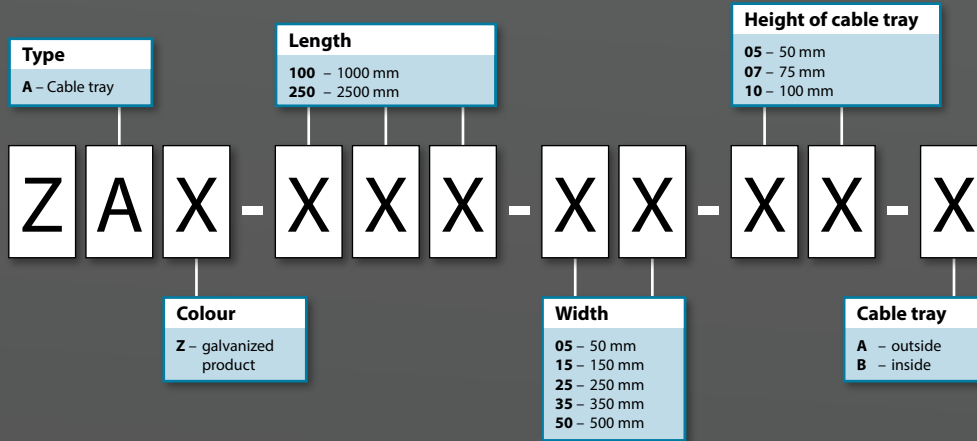 Type
A – Cable tray
Length
100 – 1000 mm
250 – 2500 mm
Height of cable tray
05 – 50 mm
07 – 75 mm
10 – 100 mm
Z A X - X X X - X X - X X - X
Colour
Z – galvanized
product
Width
05 – 50 mm
15 – 150 mm
25 – 250 mm
35 – 350 mm
50 – 500 mm
Cable tray
A – outside
B – inside